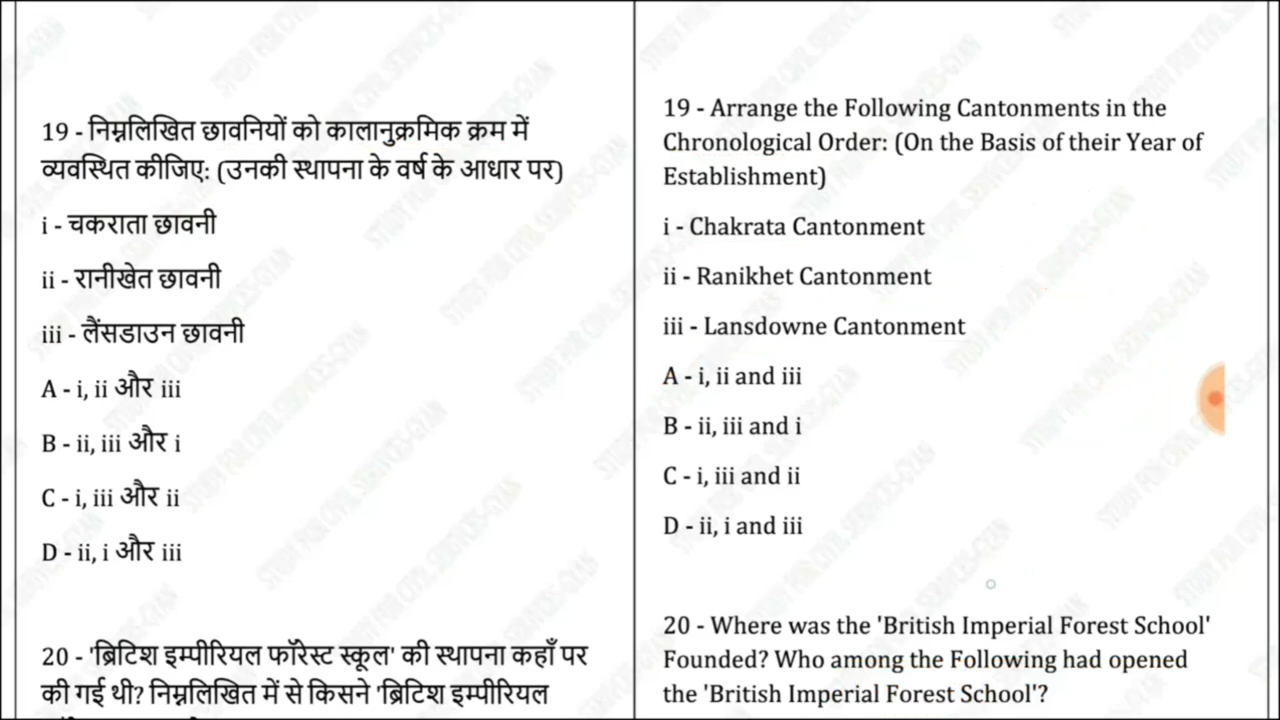 19 - निम्नलिखित छावनियों को कालानुक्रमिक क्रम में
व्यवस्थित कीजिए: (उनकी स्थापना के वर्ष के आधार पर)
i - चकराता छावनी
ii - रानीखेत छावनी
iii - लैंसडाउन छावनी
A - i, ii और iii
B - ii, iii और i
C - i, iii और ii
D - ii, i और iii
20 - 'ब्रिटिश इम्पीरियल फॉरेस्ट स्कूल' की स्थापना कहाँ पर
की गई थी? निम्नलिखित में से किसने 'ब्रिटिश इम्पीरियल
19 - Arrange the Following Cantonments in the
Chronological Order: (On the Basis of their Year of
Establishment)
i - Chakrata Cantonment
ii - Ranikhet Cantonment
iii - Lansdowne Cantonment
A - i, ii and iii
B - ii, iii and i
C - i, iii and ii
D - ii, i and iii
20 - Where was the 'British Imperial Forest School'
Founded? Who among the Following had opened
the 'British Imperial Forest School'?
STUDY FOR CIVIL SERVICES-GYAN